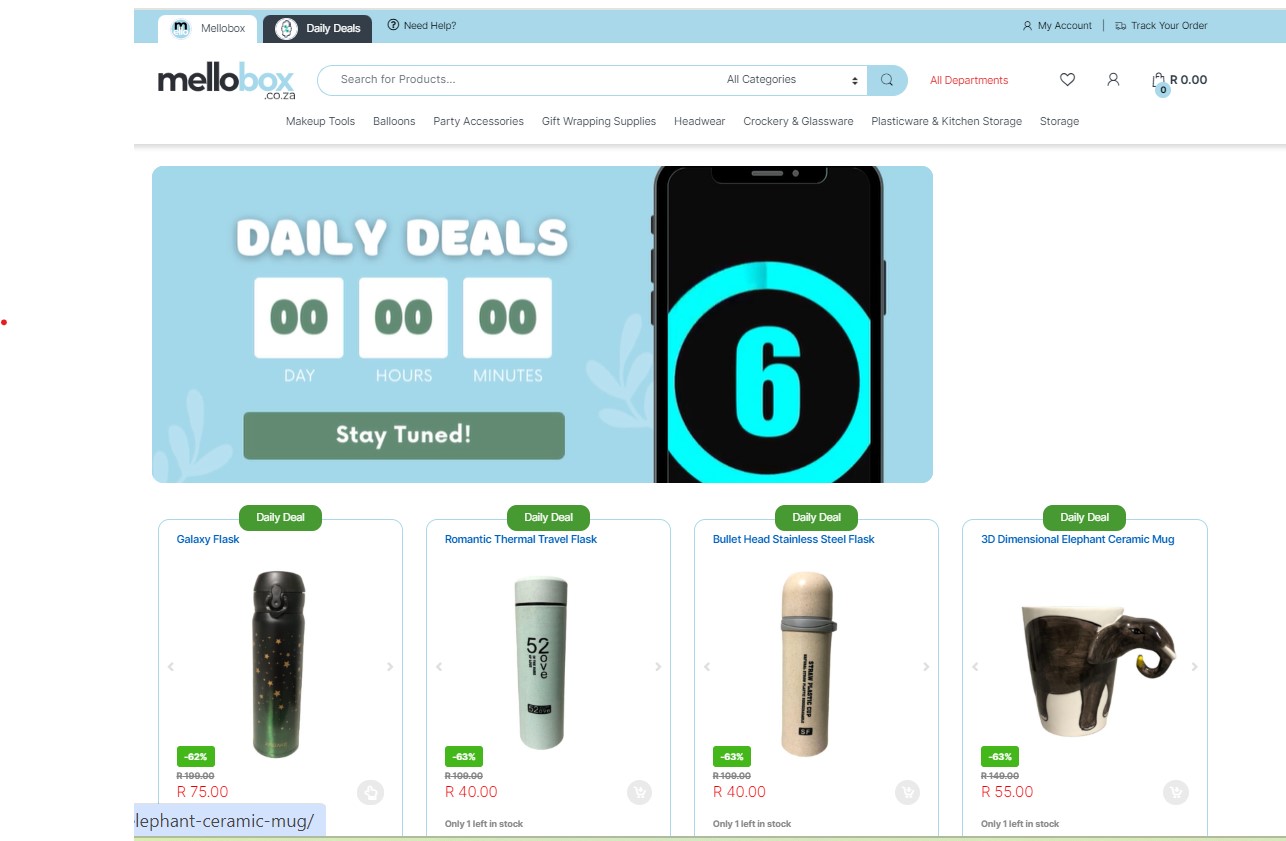 Mellobox
Daily Deals
Need Help?
My Account
Track Your Order
mellobox
.co.za
Search for Products...
All Categories
All Departments
0
R 0.00
Makeup Tools
Balloons
Party Accessories
Gift Wrapping Supplies
Headwear
Crockery & Glassware
Plasticware & Kitchen Storage
Storage
DAILY DEALS
00 00 00
DAY HOURS MINUTES
Stay Tuned!
6
Daily Deal
Galaxy Flask
-62%
R 199.00
R 75.00
Daily Deal
Romantic Thermal Travel Flask
52
ove
-63%
R 109.00
R 40.00
Only 1 left in stock
Daily Deal
Bullet Head Stainless Steel Flask
STRAW PLASTIC CUP
SF
-63%
R 109.00
R 40.00
Only 1 left in stock
Daily Deal
3D Dimensional Elephant Ceramic Mug
-63%
R 149.00
R 55.00
Only 1 left in stock
lephant-ceramic-mug/